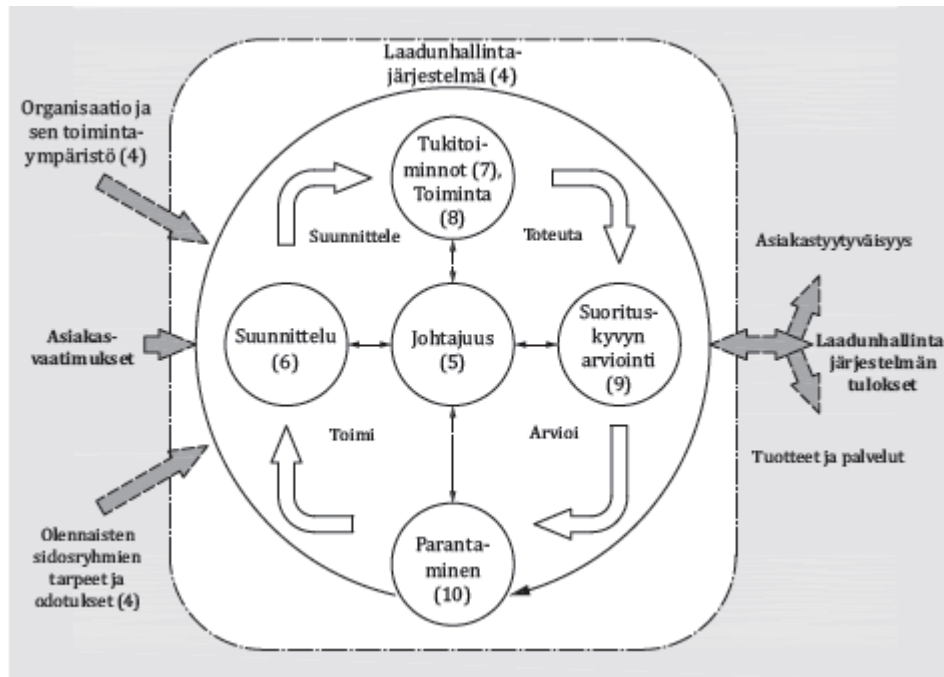 Laadunhallinta-
järjestelmä (4)
Organisaatio ja
sen toiminta-
ympäristö (4)
Tukitoi-
minnot (7),
Toiminta
(8)
Suunnittele
Toteuta
Asiakastyytyväisyys
Asiakas-
vaatimukset
Suunnittelu
(6)
Johtajuus
(5)
Suoritus-
kyvyn
arviointi
(9)
Laadunhallinta
järjestelmän
tulokset
Toimi
Arvioi
Tuotteet ja palvelut
Olennaisten
sidosryhmien
tarpeet ja
odotukset (4)
Paranta-
minen
(10)